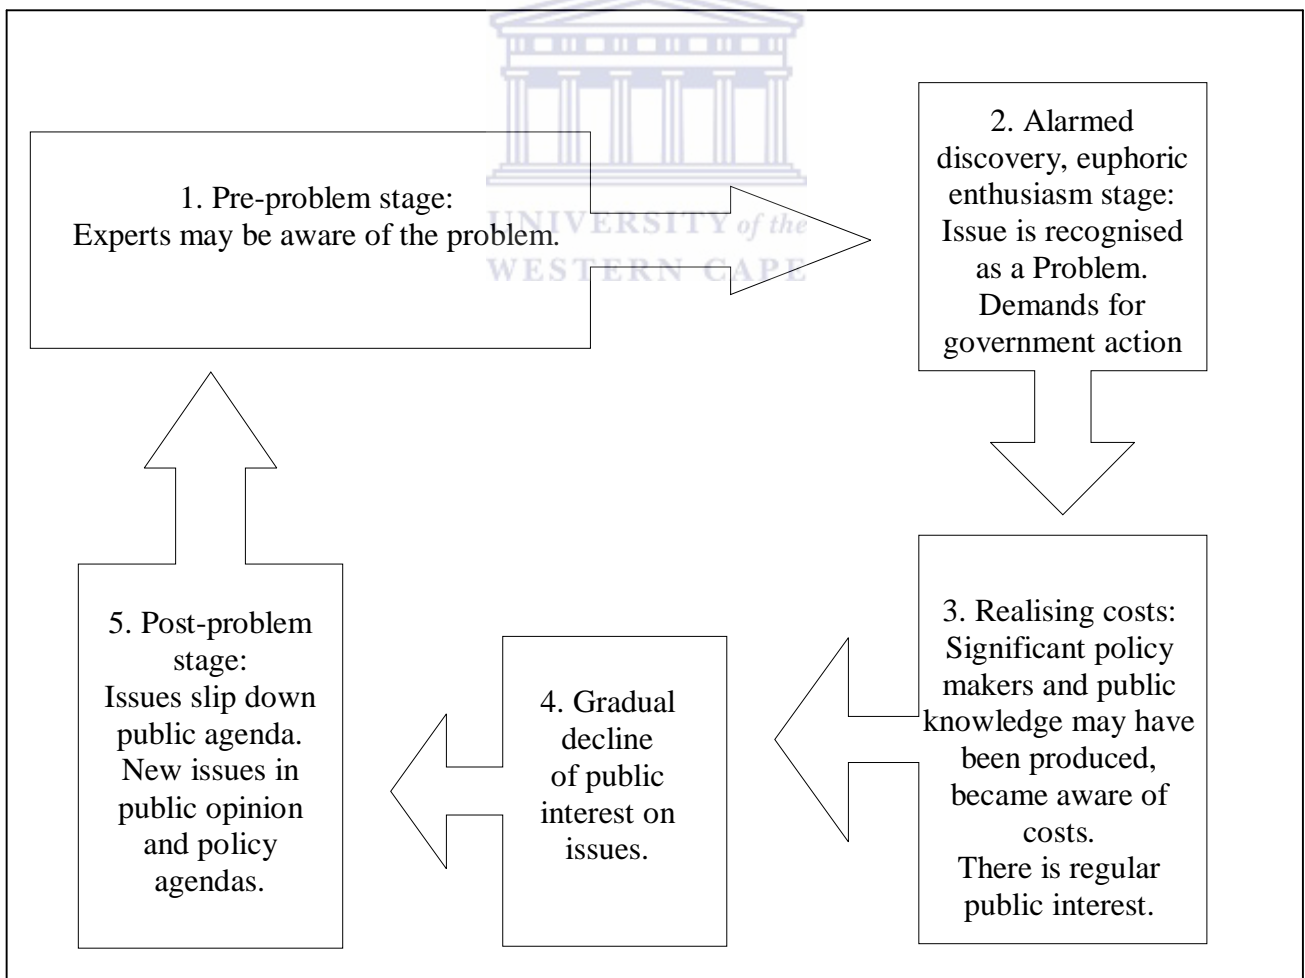 1. Pre-problem stage:
Experts may be aware of the problem.
UNIVERSITY of the
WESTERN CAPE
2. Alarmed
discovery, euphoric
enthusiasm stage:
Issue is recognised
as a Problem.
Demands for
government action
3. Realising costs:
Significant policy
makers and public
knowledge may have
been produced,
became aware of
costs.
There is regular
public interest.
4. Gradual
decline
of public
interest on
issues.
5. Post-problem
stage:
Issues slip down
public agenda.
New issues in
public opinion
and policy
agendas.